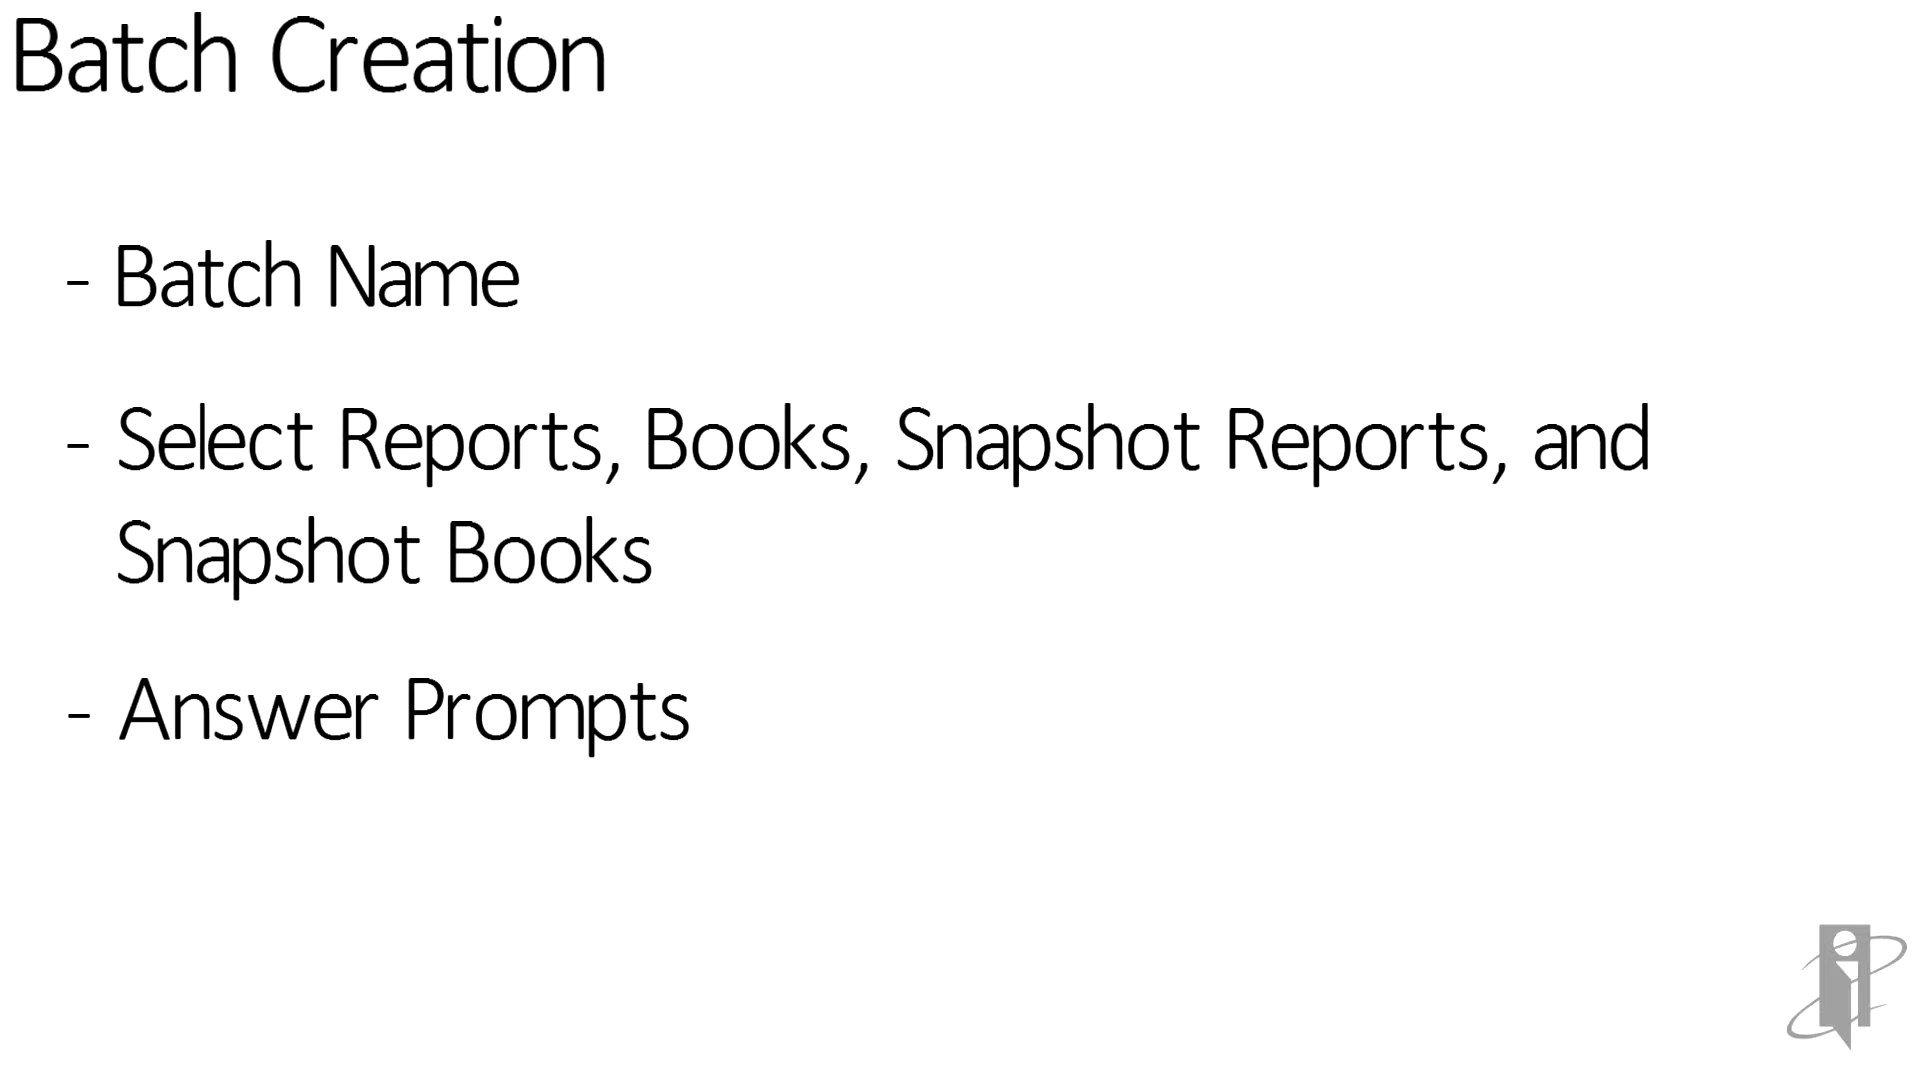 Batch Creation
- Batch Name
- Select Reports, Books, Snapshot Reports, and
Snapshot Books
- Answer Prompts